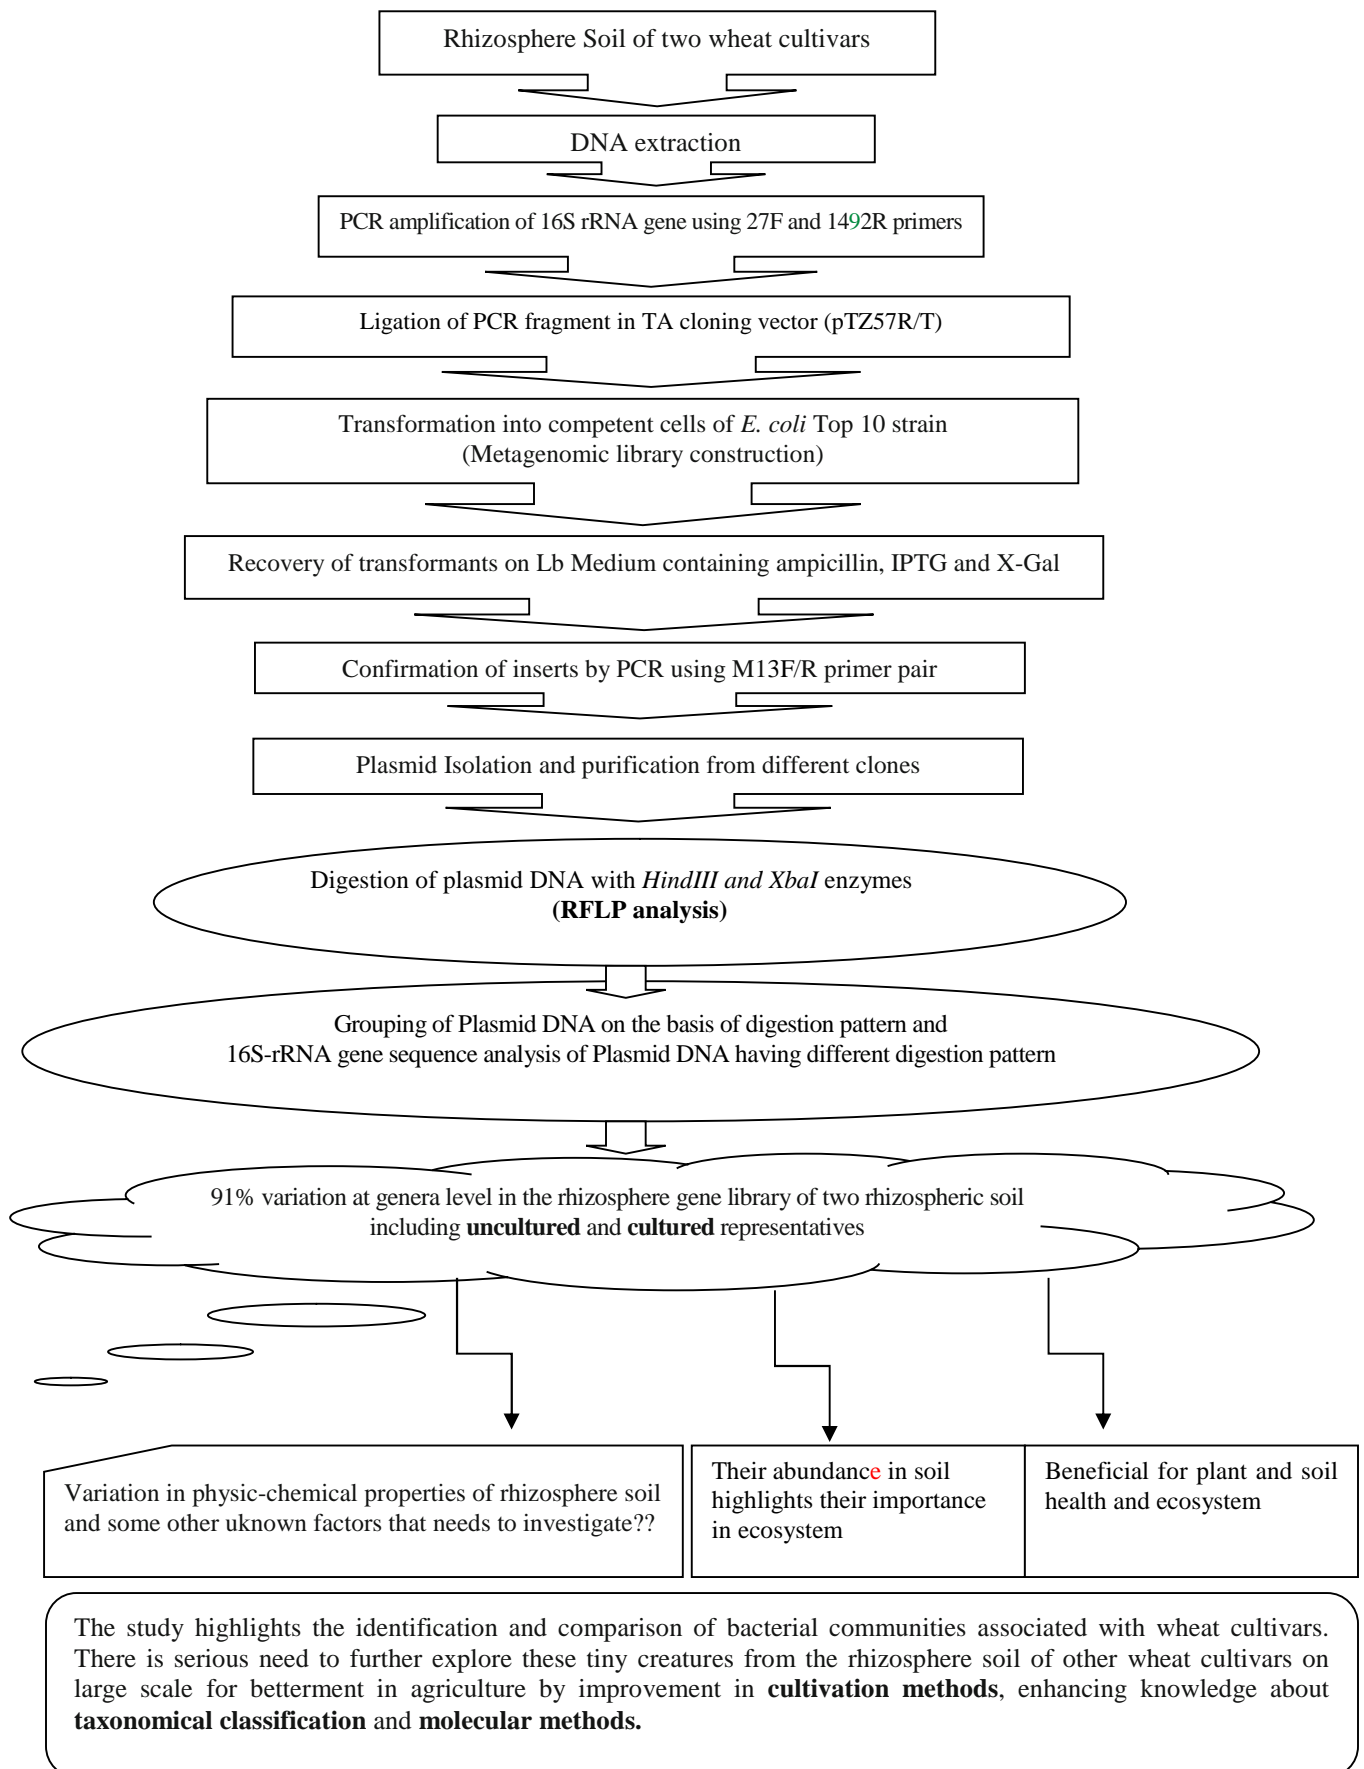 Rhizosphere Soil of two wheat cultivars
DNA extraction
PCR amplification of 16S rRNA gene using 27F and 1492R primers
Ligation of PCR fragment in TA cloning vector (pTZ57R/T)
Transformation into competent cells of E. coli Top 10 strain
(Metagenomic library construction)
Recovery of transformants on Lb Medium containing ampicillin, IPTG and X-Gal
Confirmation of inserts by PCR using M13F/R primer pair
Plasmid Isolation and purification from different clones
Digestion of plasmid DNA with HindIII and XbaI enzymes
(RFLP analysis)
Grouping of Plasmid DNA on the basis of digestion pattern and
16S-rRNA gene sequence analysis of Plasmid DNA having different digestion pattern
91% variation at genera level in the rhizosphere gene library of two rhizospheric soil
including uncultured and cultured representatives
Variation in physic-chemical properties of rhizosphere soil
and some other uknown factors that needs to investigate??
Their abundance in soil
highlights their importance
in ecosystem
Beneficial for plant and soil
health and ecosystem
The study highlights the identification and comparison of bacterial communities associated with wheat cultivars.
There is serious need to further explore these tiny creatures from the rhizosphere soil of other wheat cultivars on
large scale for betterment in agriculture by improvement in cultivation methods, enhancing knowledge about
taxonomical classification and molecular methods.